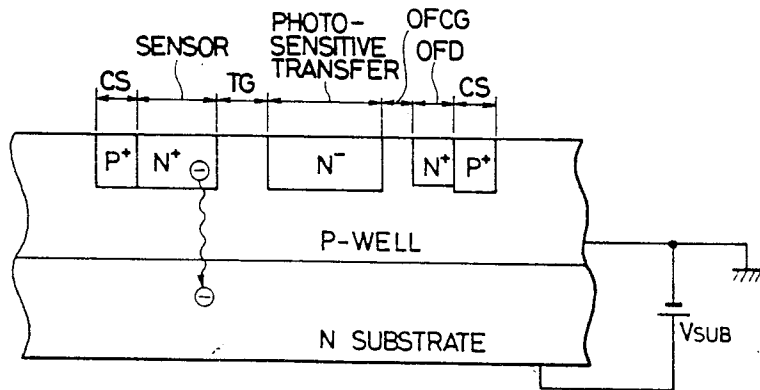 PHOTO-
SENSITIVE
TRANSFER
OFCG
SENSOR
OFD
CS
TG
CS
P+
N+
N-
N+
P+
P-WELL
N SUBSTRATE
VSUB